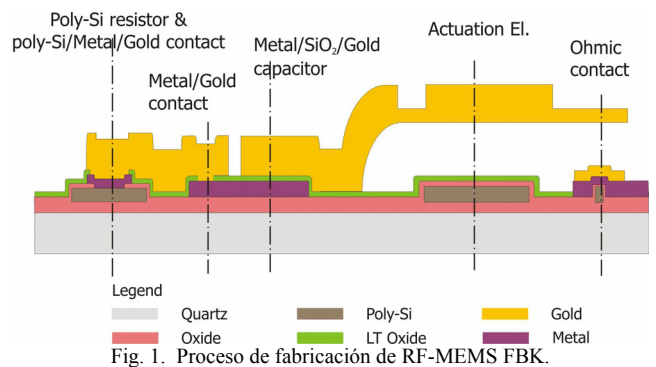 Poly-Si resistor &
poly-Si/Metal/Gold contact
Metal/Gold
contact
Metal/SiO₂/Gold
capacitor
Actuation El.
Ohmic
contact
Legend
Quartz
Poly-Si
Gold
Oxide
LT Oxide
Metal
Fig. 1. Proceso de fabricación de RF-MEMS FBK.